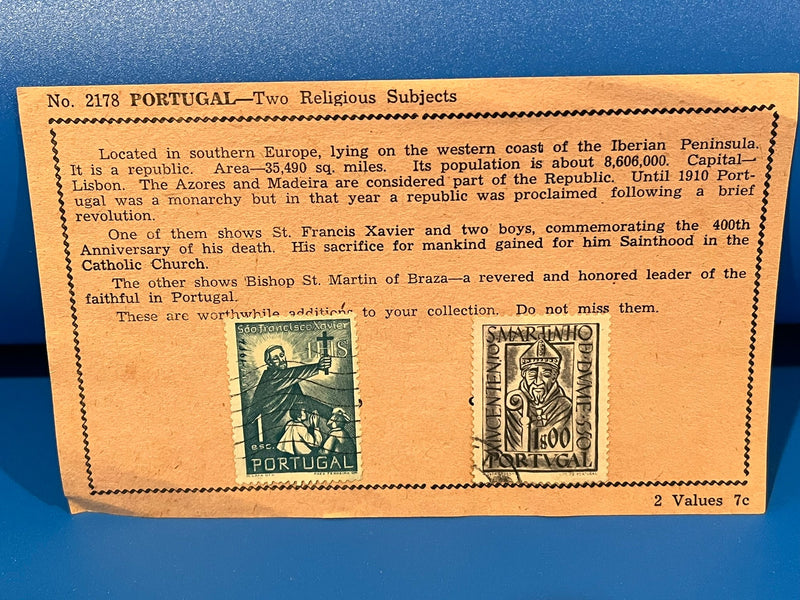 No. 2178 PORTUGAL—Two Religious Subjects
Located in southern Europe, lying on the western coast of the Iberian Peninsula.
It is a republic. Area—35,490 sq. miles. Its population is about 8,606,000. Capital—
Lisbon. The Azores and Madeira are considered part of the Republic. Until 1910 Port-
ugal was a monarchy but in that year a republic was proclaimed following a brief
revolution.
One of them shows St. Francis Xavier and two boys, commemorating the 400th
Anniversary of his death. His sacrifice for mankind gained for him Sainthood in the
Catholic Church.
The other shows Bishop St. Martin of Braza—a revered and honored leader of the
faithful in Portugal.
These are worthwhile additions to your collection. Do not miss them.
São Francisco Xavier
IHS
1
esc.
PORTUGAL
S.MARTINHO
D·DVME·580
XIVCENTENJO
1$00
PORTVGAL
2 Values 7c